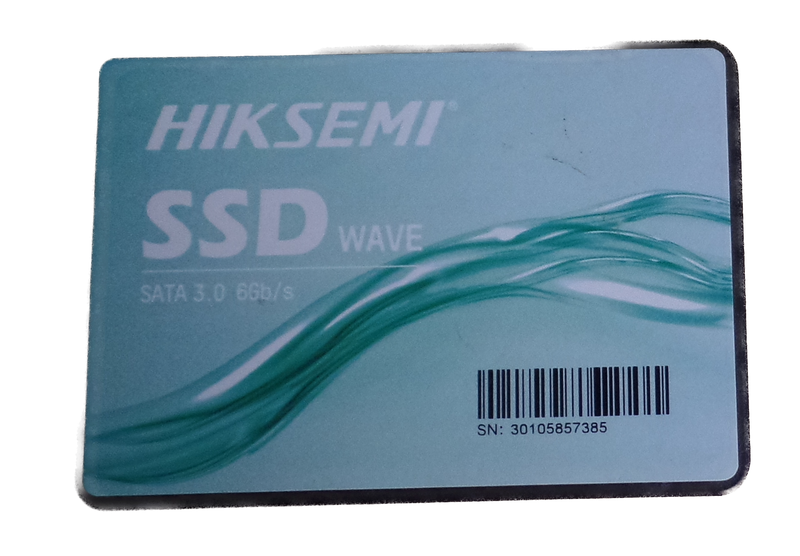 HIKSEMI®
SSD WAVE
SATA 3.0 6Gb/s
SN: 30105857385